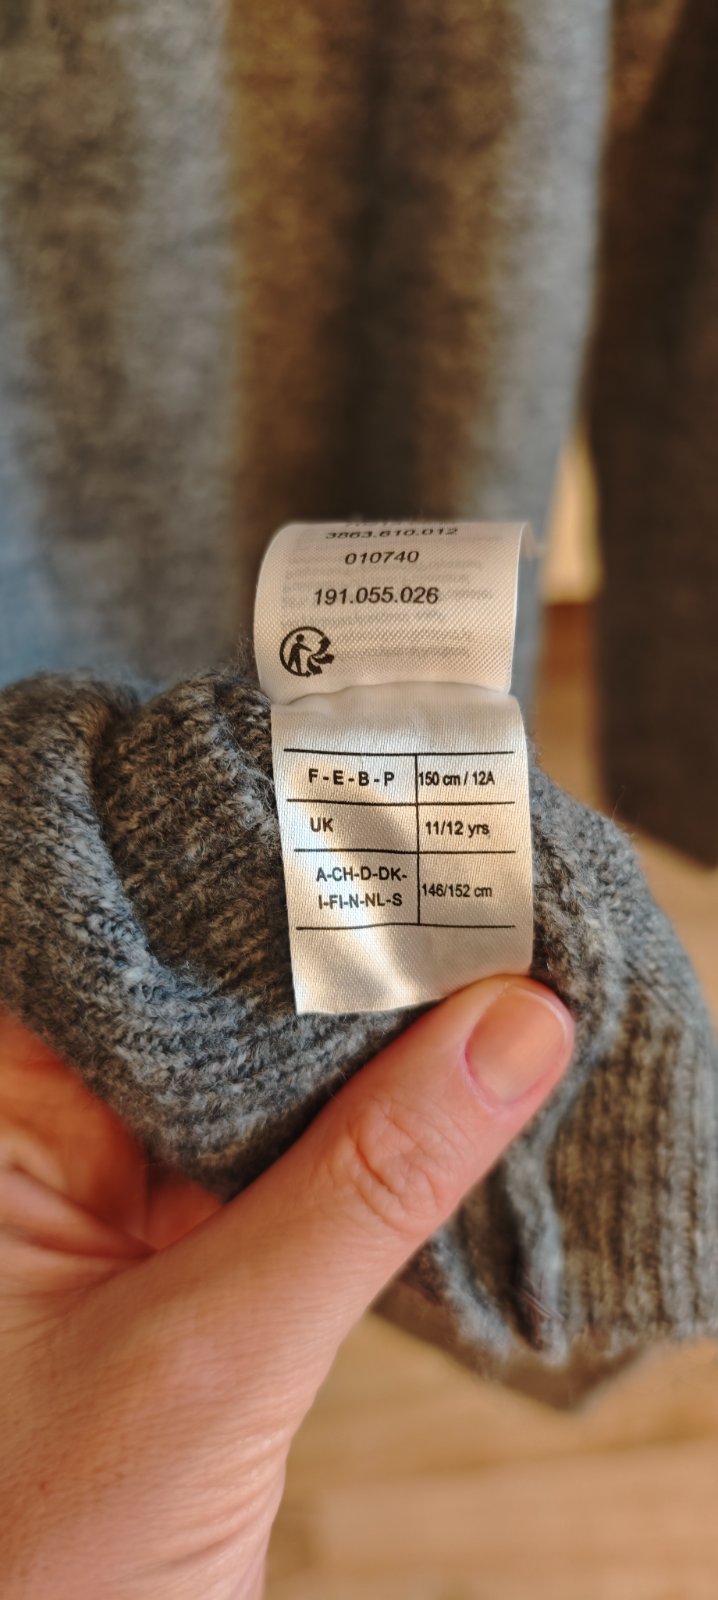 3863.610.012
010740
191.055.026
F-E-B-P 150 cm / 12A
UK 11/12 yrs
A-CH-D-DK-
I-FI-N-NL-S 146/152 cm